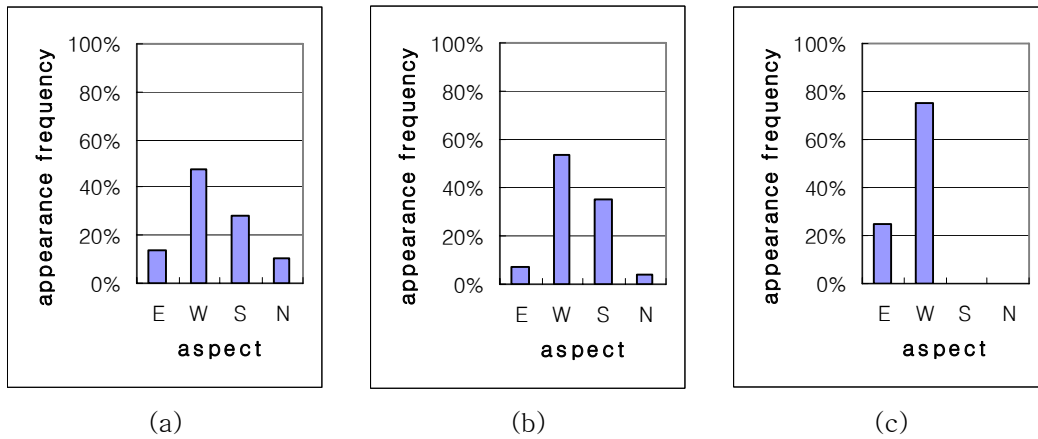 appearance frequency
100%
80%
60%
40%
20%
0%
E W S N
aspect
(a)
appearance frequency
100%
80%
60%
40%
20%
0%
E W S N
aspect
(b)
appearance frequency
100%
80%
60%
40%
20%
0%
E W S N
aspect
(c)